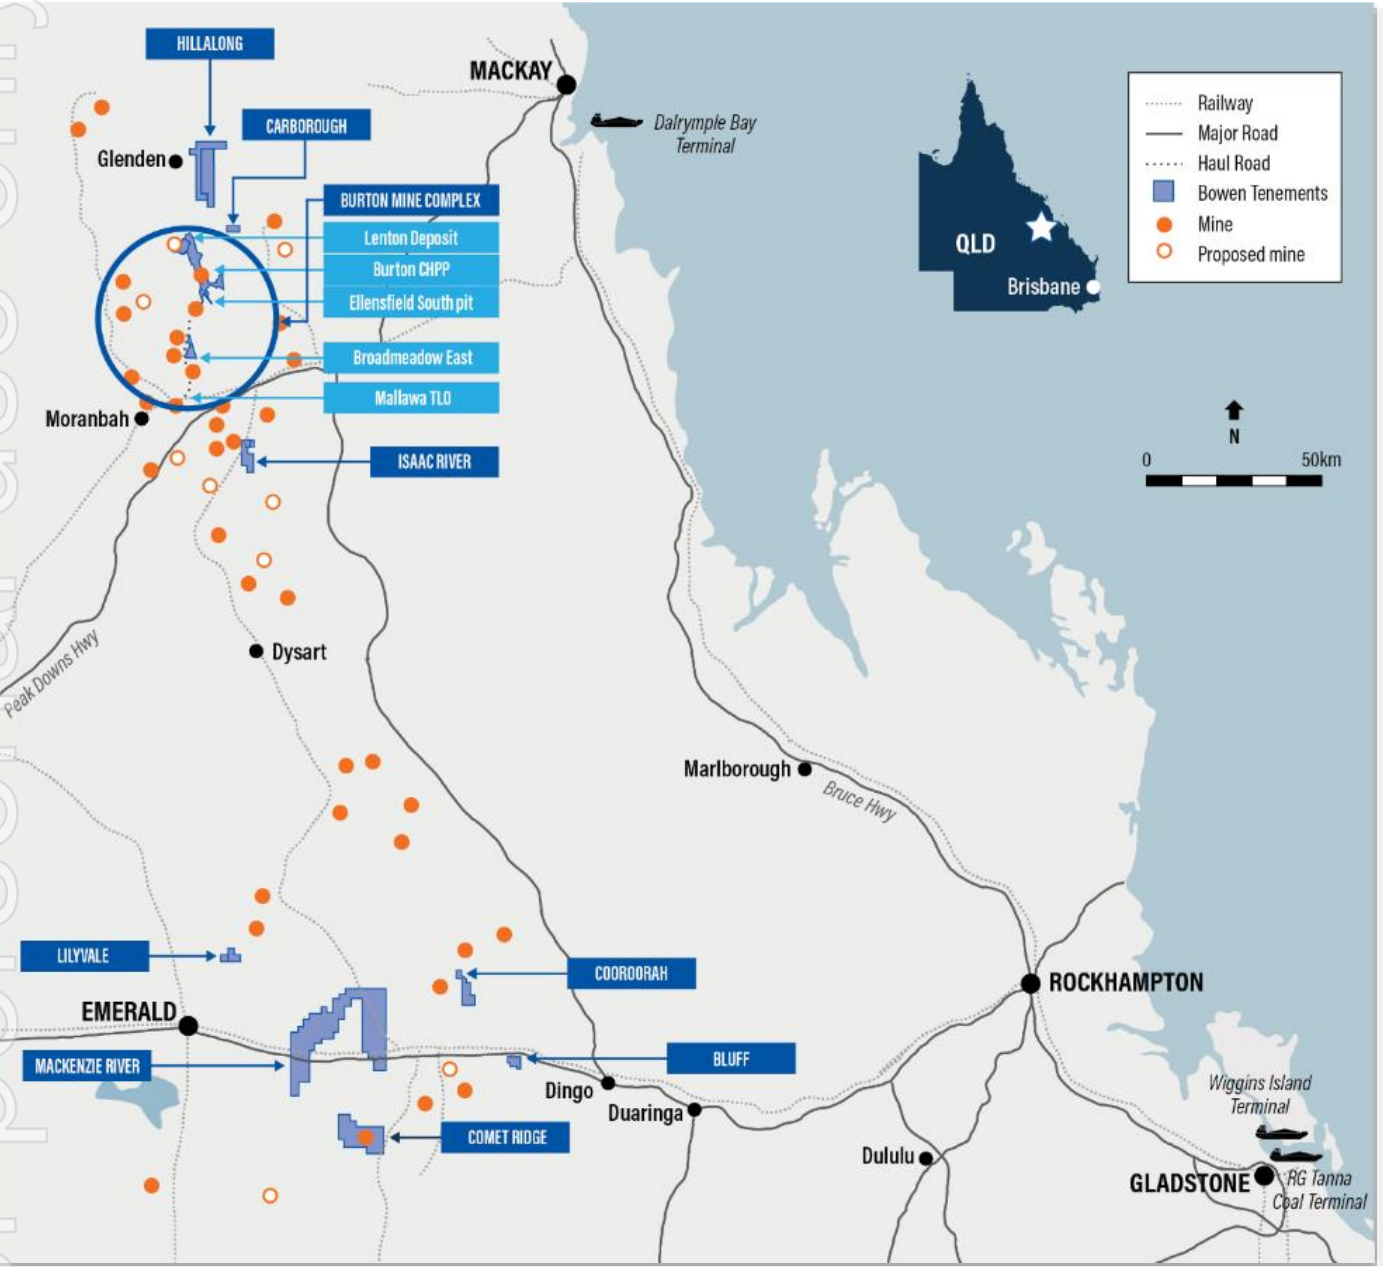 HILLALONG
MACKAY
CARBOROUGH
Dalrymple Bay
Terminal
Glenden
BURTON MINE COMPLEX
Lenton Deposit
Burton CHPP
Ellensfield South pit
Broadmeadow East
Mallawa TLO
Moranbah
ISAAC RIVER
Railway
Major Road
Haul Road
Bowen Tenements
Mine
Proposed mine
QLD
Brisbane
N
0 50km
Peak Downs Hwy
Dysart
Marlborough
Bruce Hwy
LILYVALE
COOROORAH
EMERALD
ROCKHAMPTON
MACKENZIE RIVER
BLUFF
Dingo
Duaringa
COMET RIDGE
Dululu
Wiggins Island
Terminal
GLADSTONE
RG Tanna
Coal Terminal